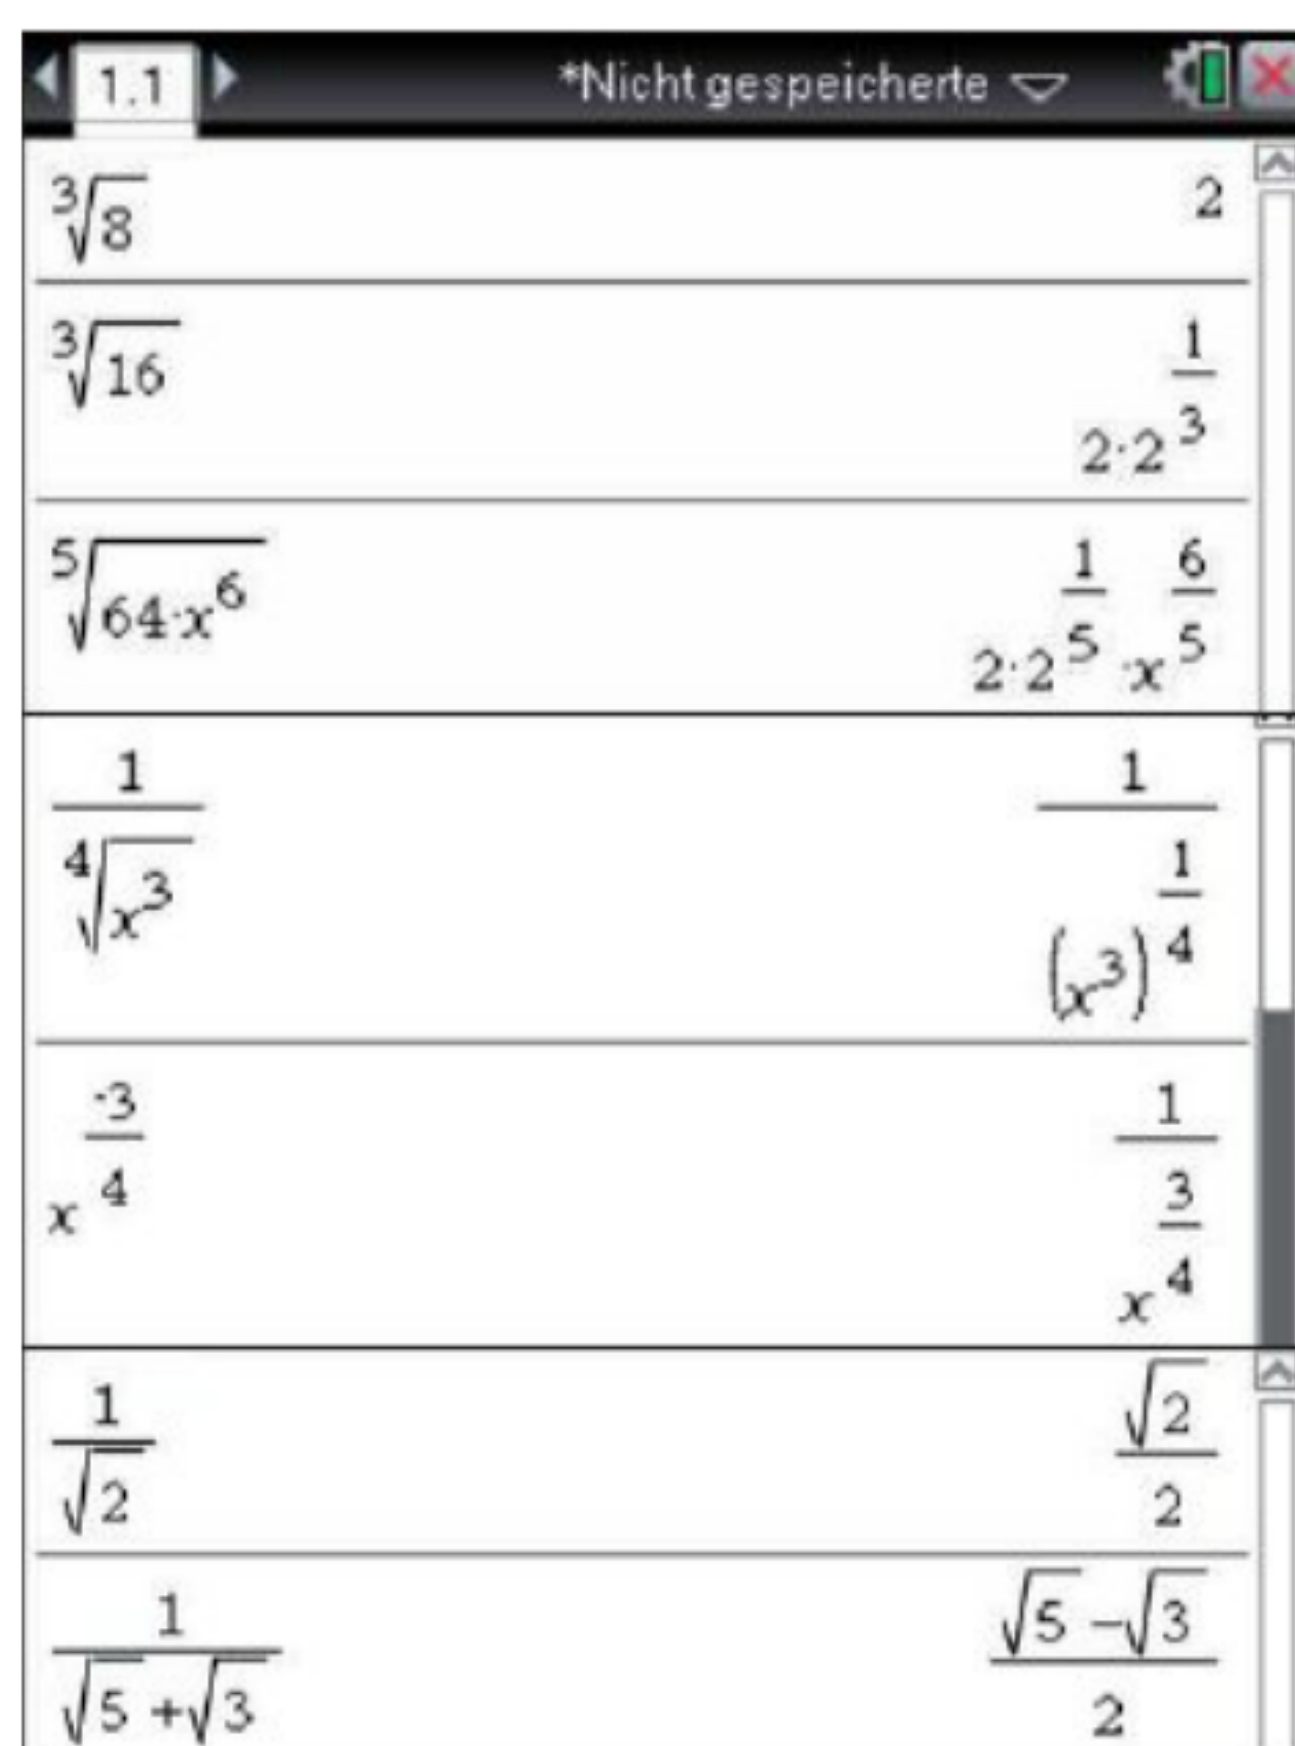 1.1 *Nicht gespeicherte
∛8 2
∛16 2·2^(1/3)
⁵√(64·x⁶) 2·2^(1/5)·x^(6/5)
1/⁴√(x³) 1/(x³)^(1/4)
x^(-3/4) 1/x^(3/4)
1/√2 √2/2
1/(√5+√3) (√5−√3)/2